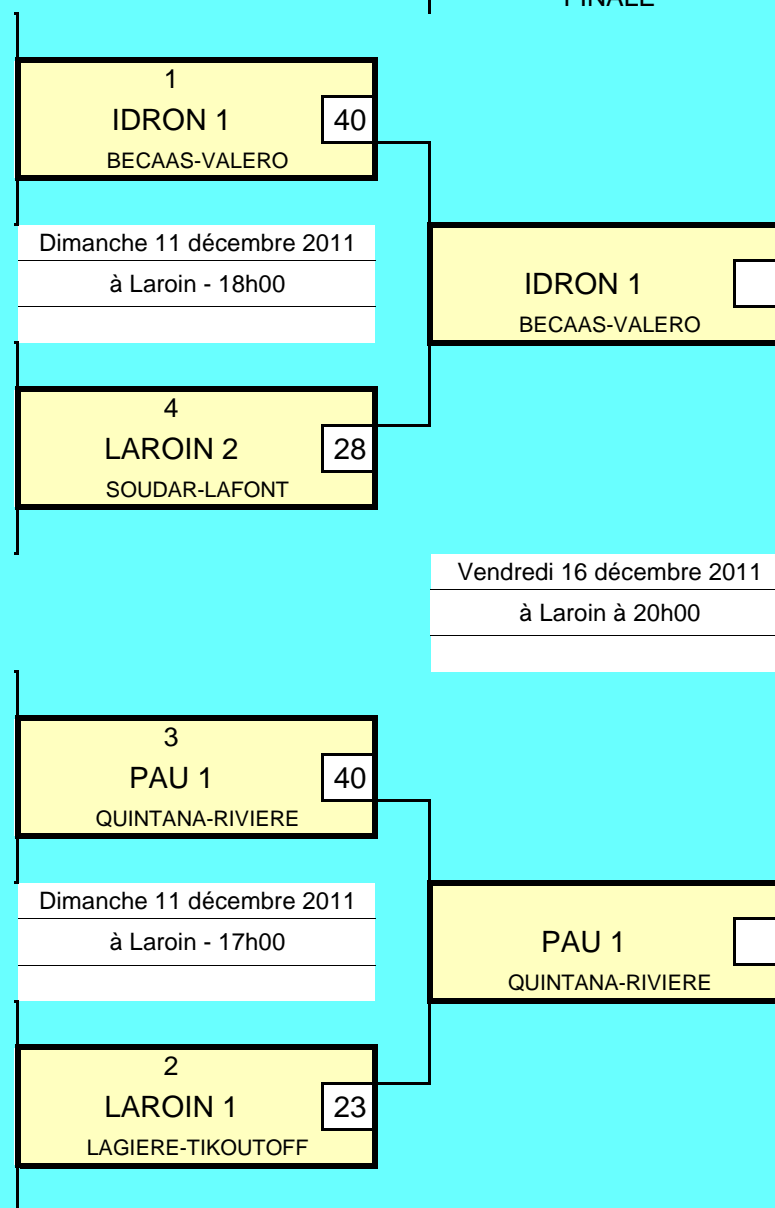 FINALE
1
IDRON 1
40
BECAAS-VALERO
Dimanche 11 décembre 2011
à Laroin - 18h00
IDRON 1
BECAAS-VALERO
4
LAROIN 2
28
SOUDAR-LAFONT
Vendredi 16 décembre 2011
à Laroin à 20h00
3
PAU 1
40
QUINTANA-RIVIERE
Dimanche 11 décembre 2011
à Laroin - 17h00
PAU 1
QUINTANA-RIVIERE
2
LAROIN 1
23
LAGIERE-TIKOUTOFF